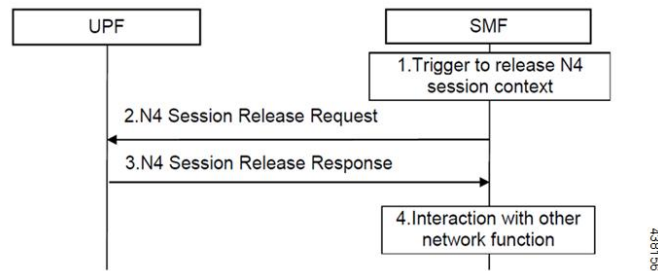 UPF
SMF
1.Trigger to release N4
session context
2.N4 Session Release Request
3.N4 Session Release Response
4.Interaction with other
network function
438156